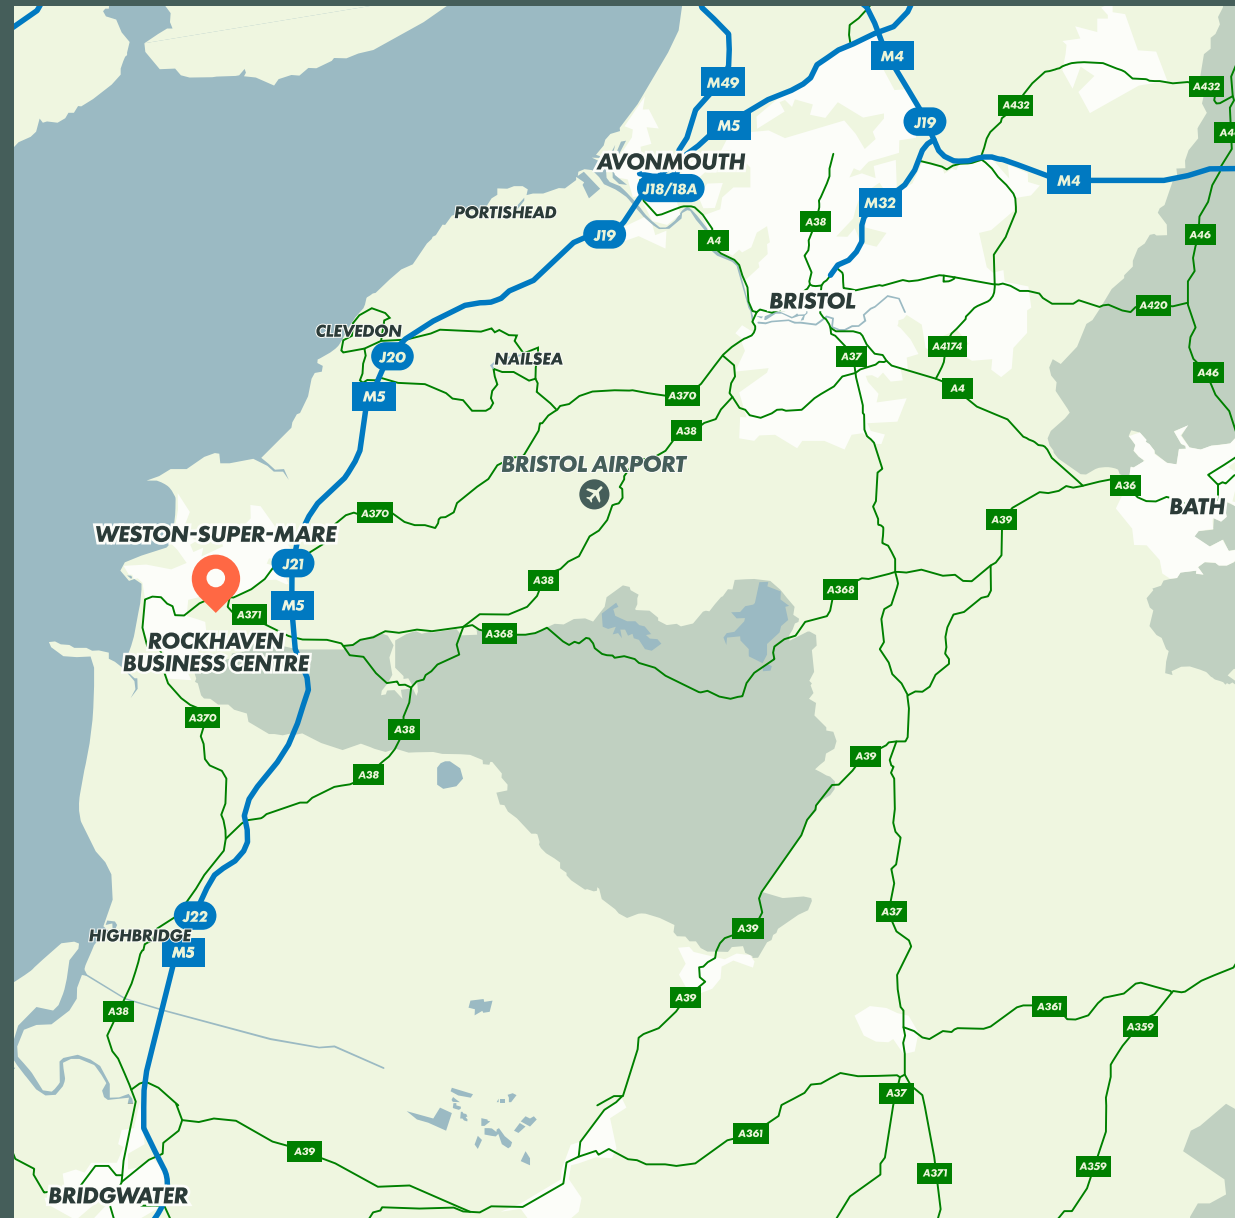 M4
M49
A432
A432
M5
J19
A46
AVONMOUTH
M4
J18/18A
M32
PORTISHEAD
A38
J19
A4
A46
BRISTOL
A420
CLEVEDON
A4174
J20
NAILSEA
A37
A46
M5
A370
A4
A38
BRISTOL AIRPORT
A36
BATH
A370
A39
WESTON-SUPER-MARE
J21
A38
A368
M5
A371
A368
ROCKHAVEN
BUSINESS CENTRE
A370
A38
A39
A38
J22
A37
A39
HIGHBRIDGE
M5
A39
A361
A38
A359
A37
A361
A39
A359
A371
BRIDGWATER